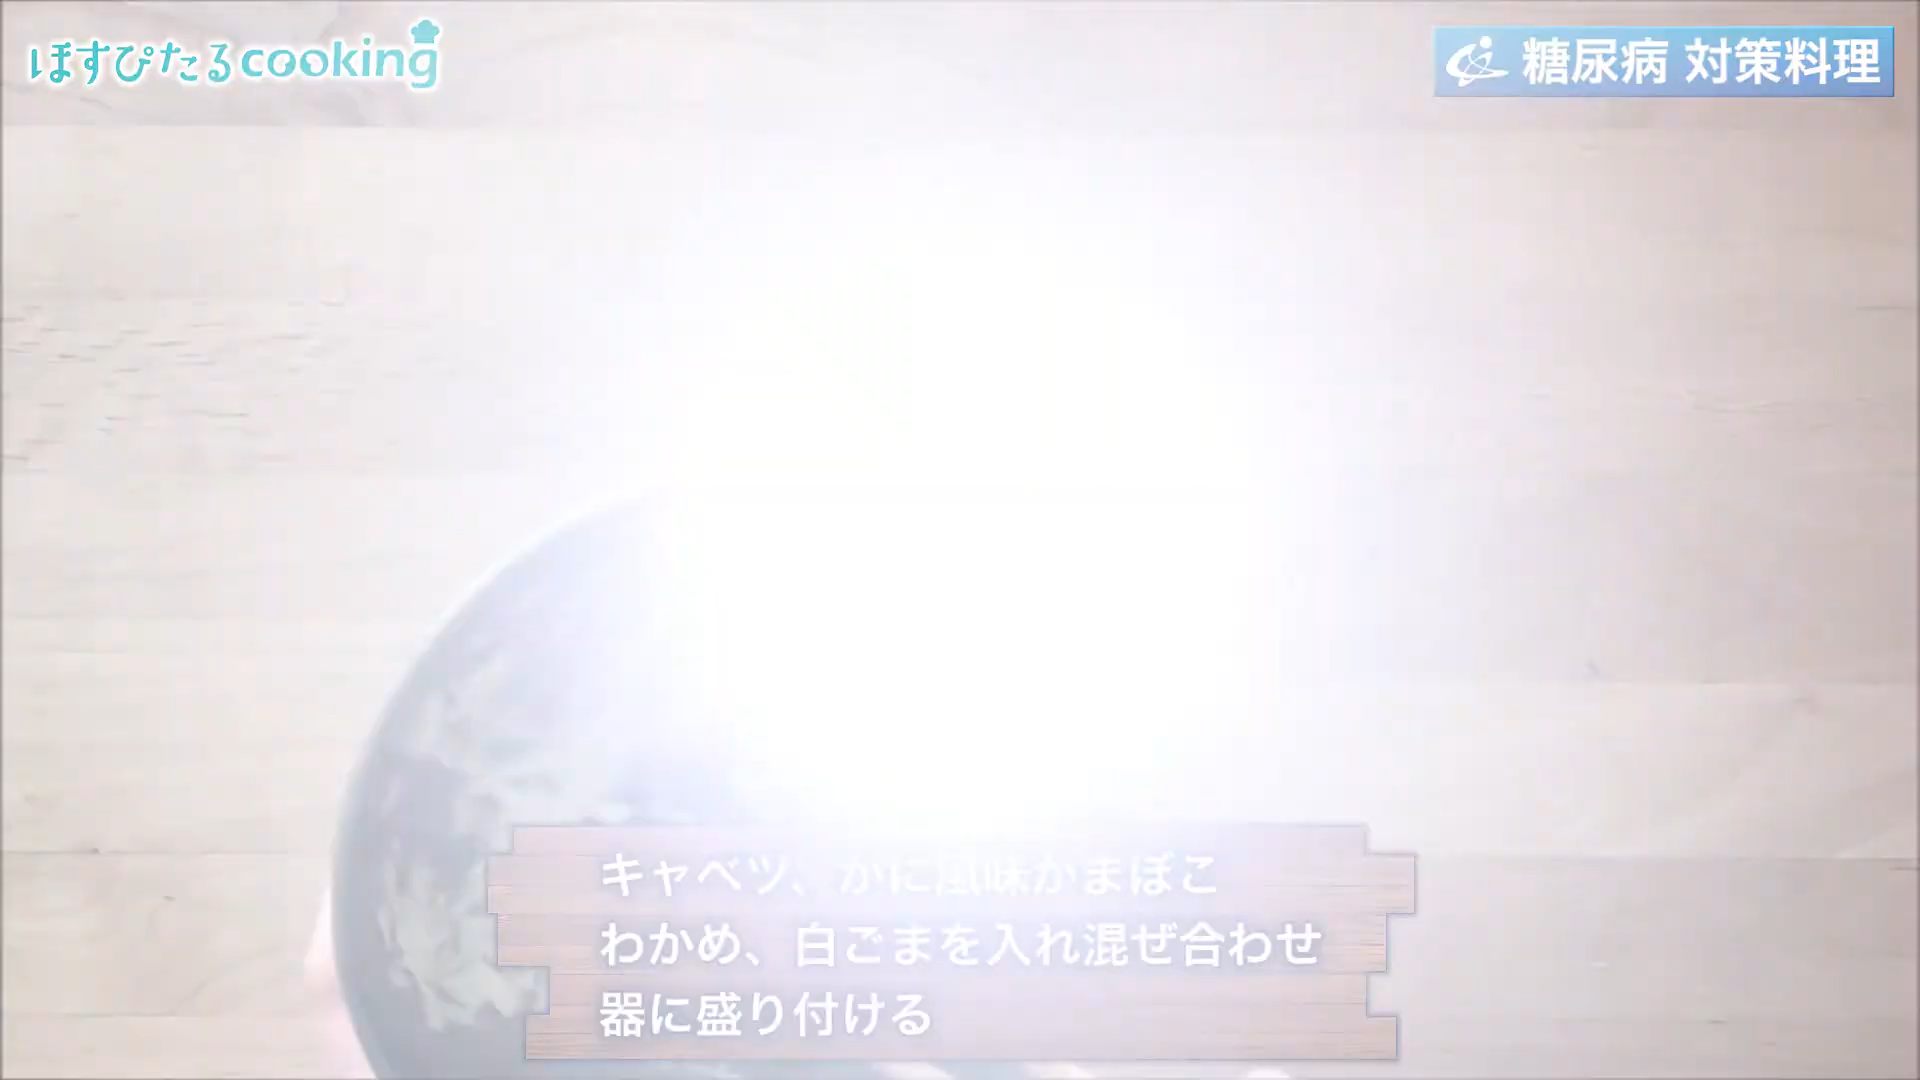 ほすぴたるcooking
糖尿病 対策料理
キャベツ、かに風味かまぼこ
わかめ、白ごまを入れ混ぜ合わせ
器に盛り付ける